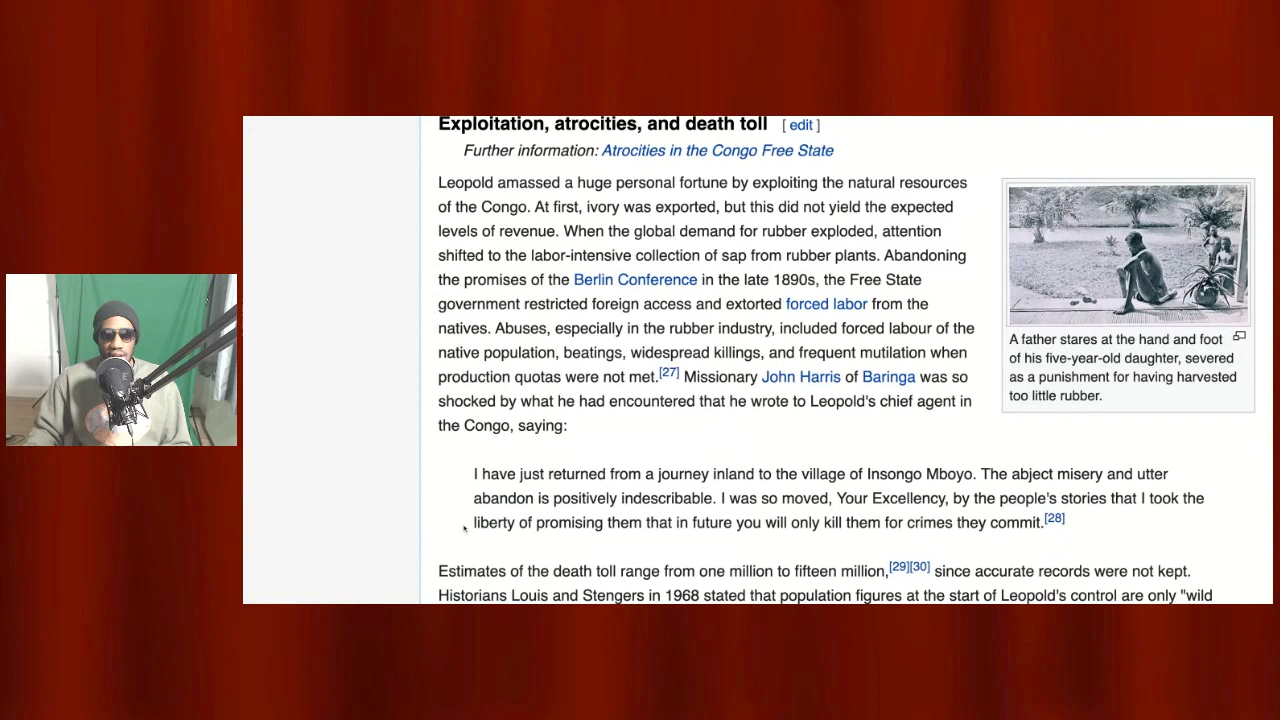 Exploitation, atrocities, and death toll [ edit ]
Further information: Atrocities in the Congo Free State
Leopold amassed a huge personal fortune by exploiting the natural resources
of the Congo. At first, ivory was exported, but this did not yield the expected
levels of revenue. When the global demand for rubber exploded, attention
shifted to the labor-intensive collection of sap from rubber plants. Abandoning
the promises of the Berlin Conference in the late 1890s, the Free State
government restricted foreign access and extorted forced labor from the
natives. Abuses, especially in the rubber industry, included forced labour of the
native population, beatings, widespread killings, and frequent mutilation when
production quotas were not met.[27] Missionary John Harris of Baringa was so
shocked by what he had encountered that he wrote to Leopold's chief agent in
the Congo, saying:
A father stares at the hand and foot
of his five-year-old daughter, severed
as a punishment for having harvested
too little rubber.
I have just returned from a journey inland to the village of Insongo Mboyo. The abject misery and utter
abandon is positively indescribable. I was so moved, Your Excellency, by the people's stories that I took the
liberty of promising them that in future you will only kill them for crimes they commit.[28]
Estimates of the death toll range from one million to fifteen million,[29][30] since accurate records were not kept.
Historians Louis and Stengers in 1968 stated that population figures at the start of Leopold's control are only "wild